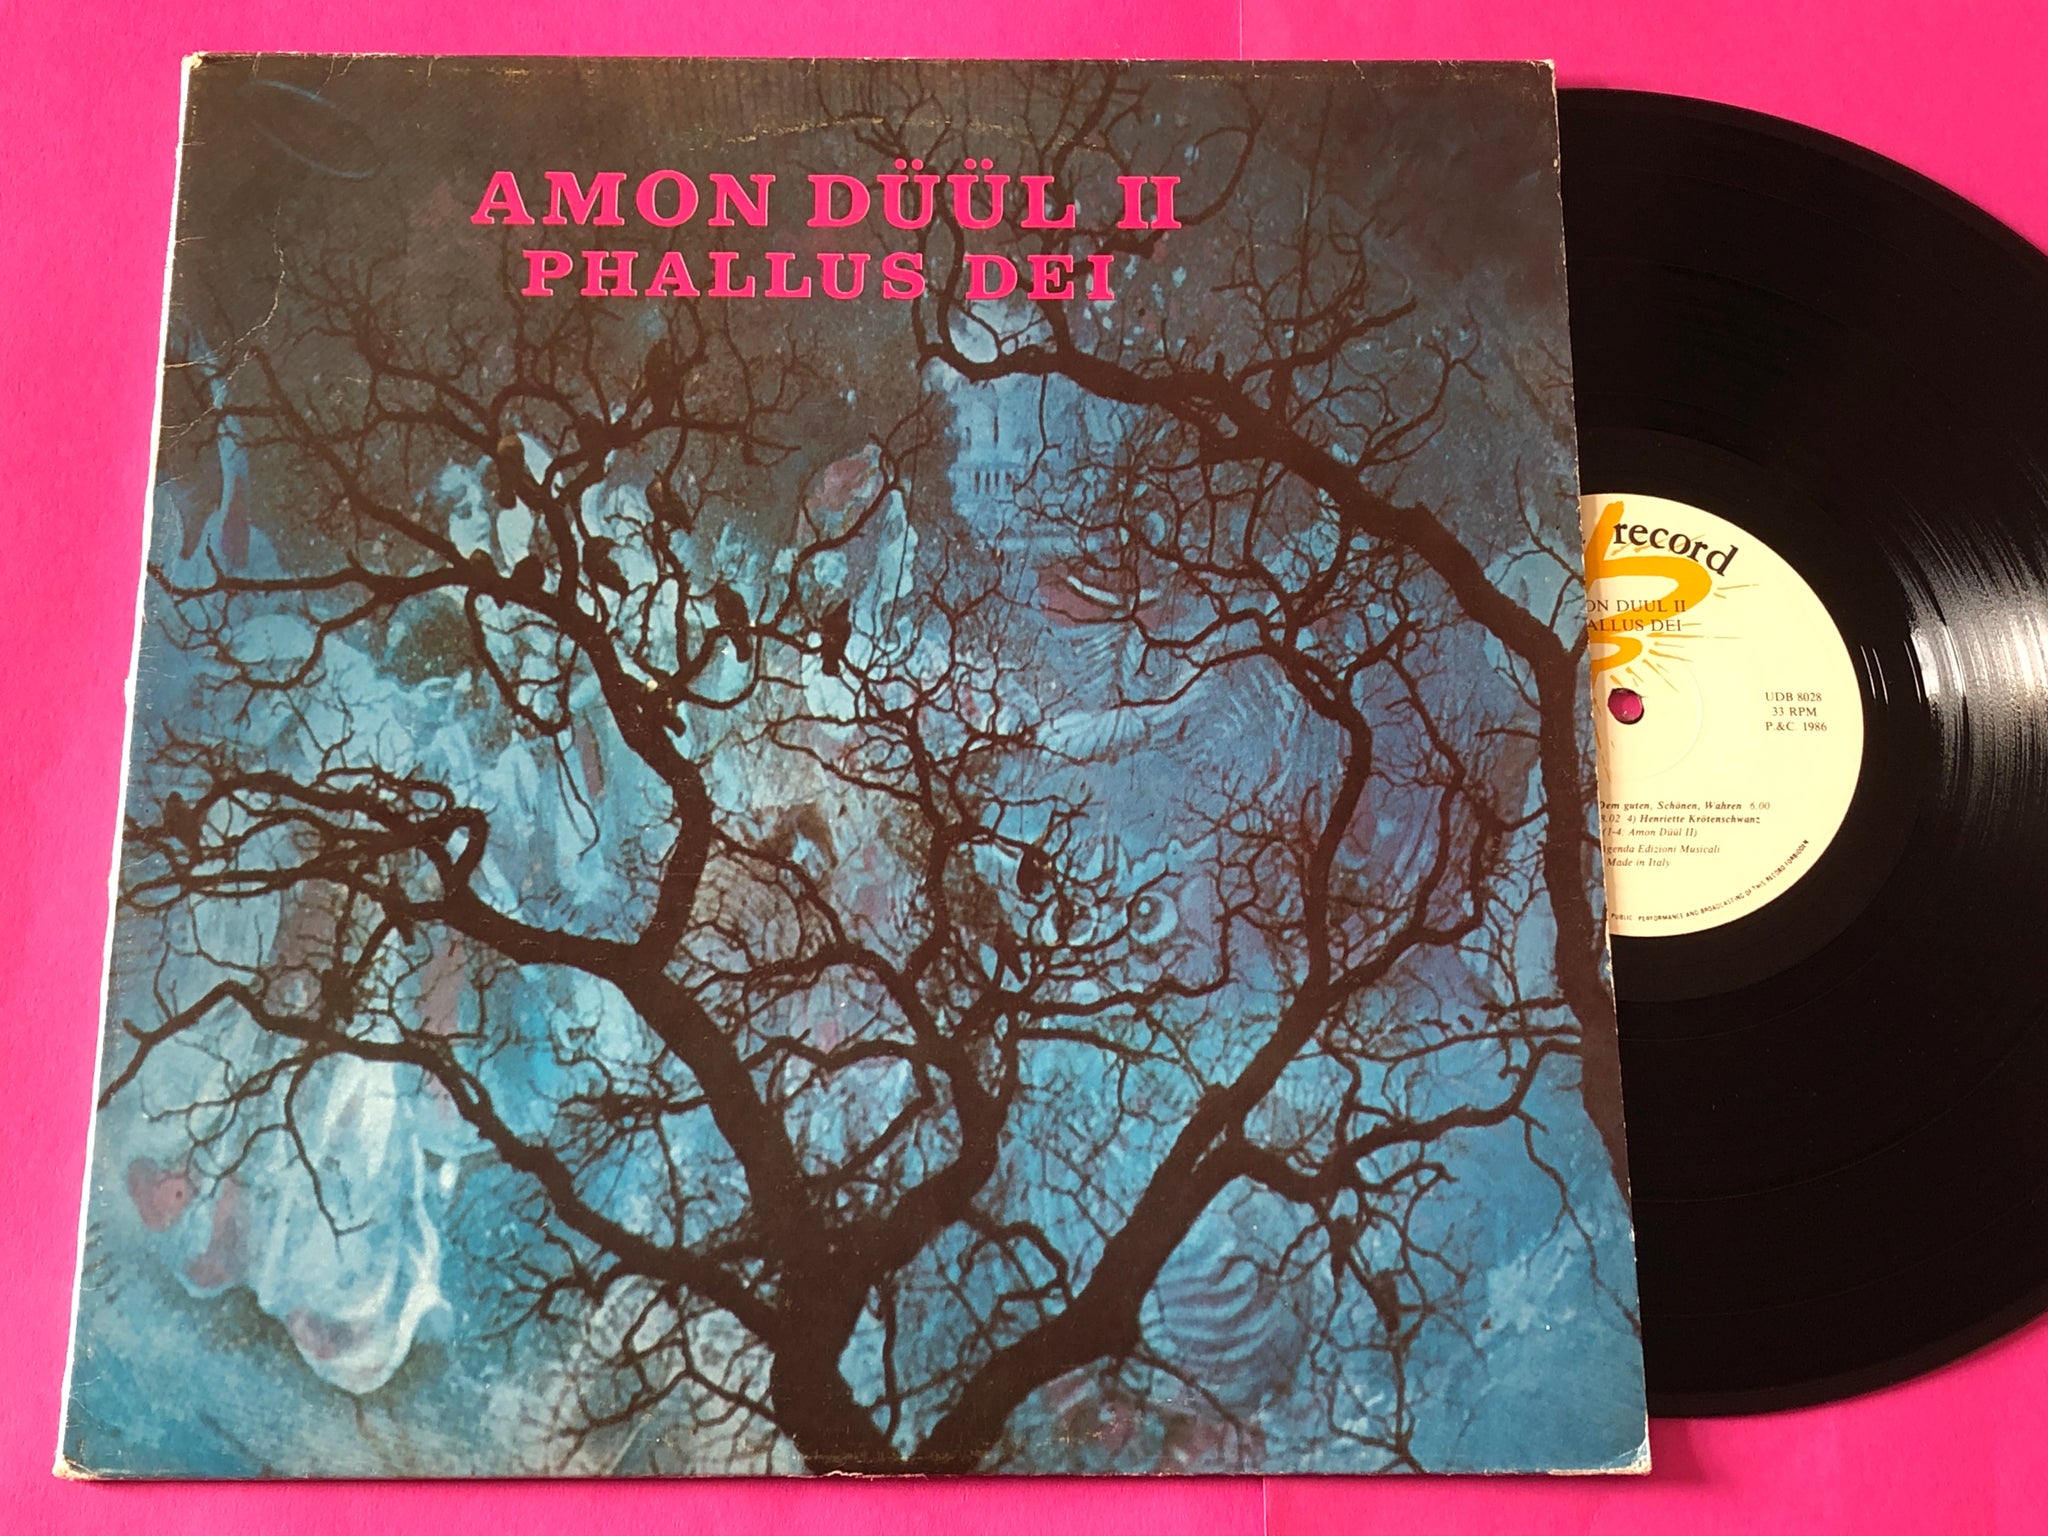 AMON DÜÜL II
PHALLUS DEI
record
ON DUUL II
ALLUS DEI
UDB 8028
33 RPM
P.&C. 1986
Dem guten, Schönen, Wahren 6.00
8.02 4) Henriette Krötenschwanz
(1-4: Amon Düül II)
Agenda Edizioni Musicali
Made in Italy
PUBLIC PERFORMANCE AND BROADCASTING OF THIS RECORD FORBIDDEN